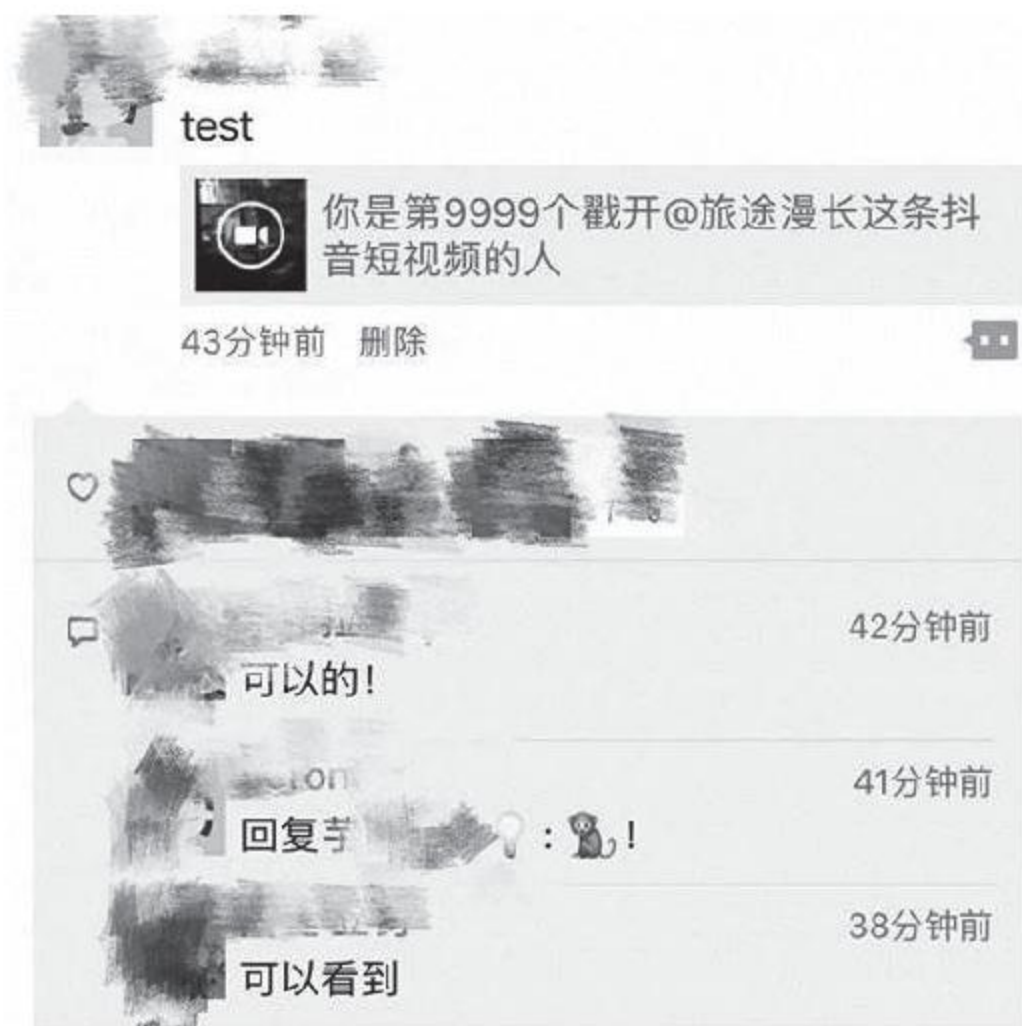 test
你是第9999个戳开@旅途漫长这条抖
音短视频的人
43分钟前 删除
42分钟前
可以的!
41分钟前
回复芋 : !
38分钟前
可以看到